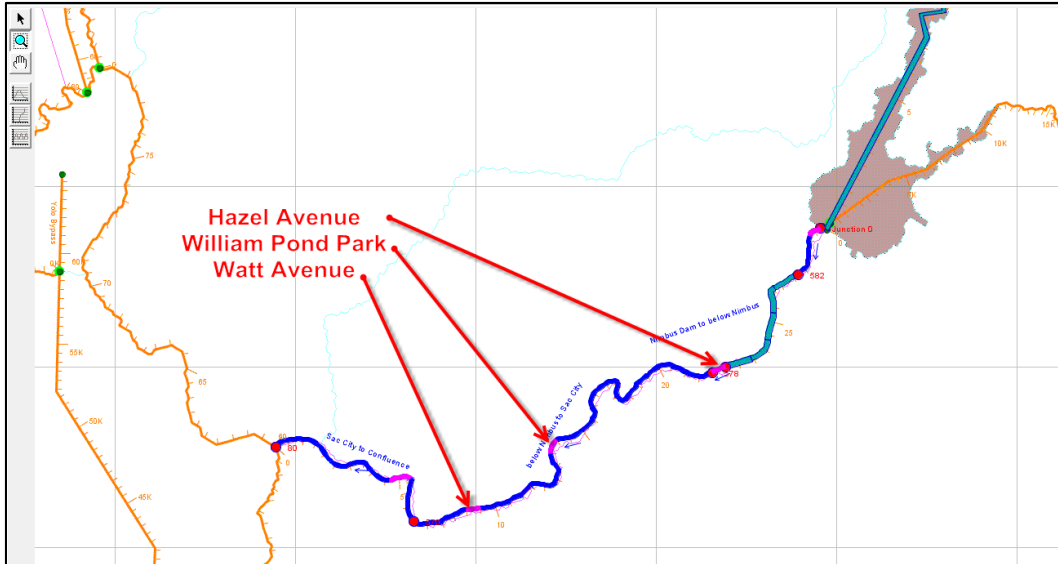 Hazel Avenue
William Pond Park
Watt Avenue
Junction D
0
582
Nimbus Dam to below Nimbus
25
20
below Nimbus to Sac City
10
Sac City to Confluence
80
0
5
65
70
75
60
Yolo Bypass
55K
50K
45K
5
10K
15K